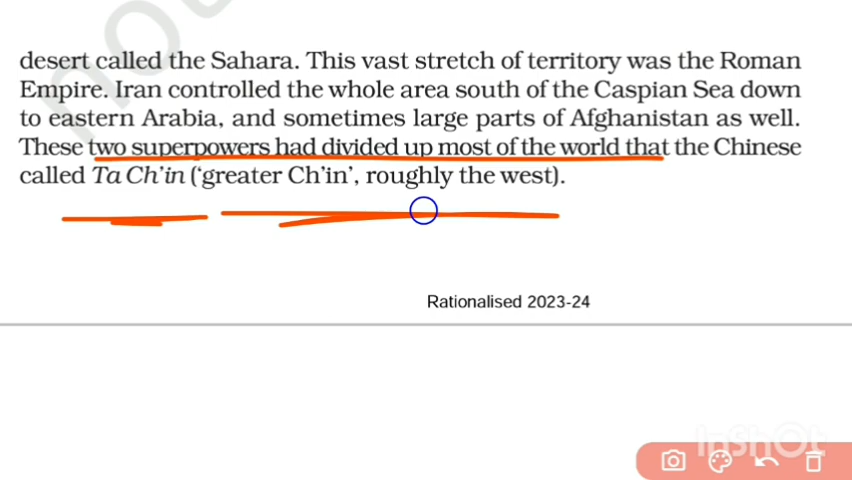 desert called the Sahara. This vast stretch of territory was the Roman
Empire. Iran controlled the whole area south of the Caspian Sea down
to eastern Arabia, and sometimes large parts of Afghanistan as well.
These two superpowers had divided up most of the world that the Chinese
called Ta Ch’in (‘greater Ch’in’, roughly the west).
Rationalised 2023-24
InShOt